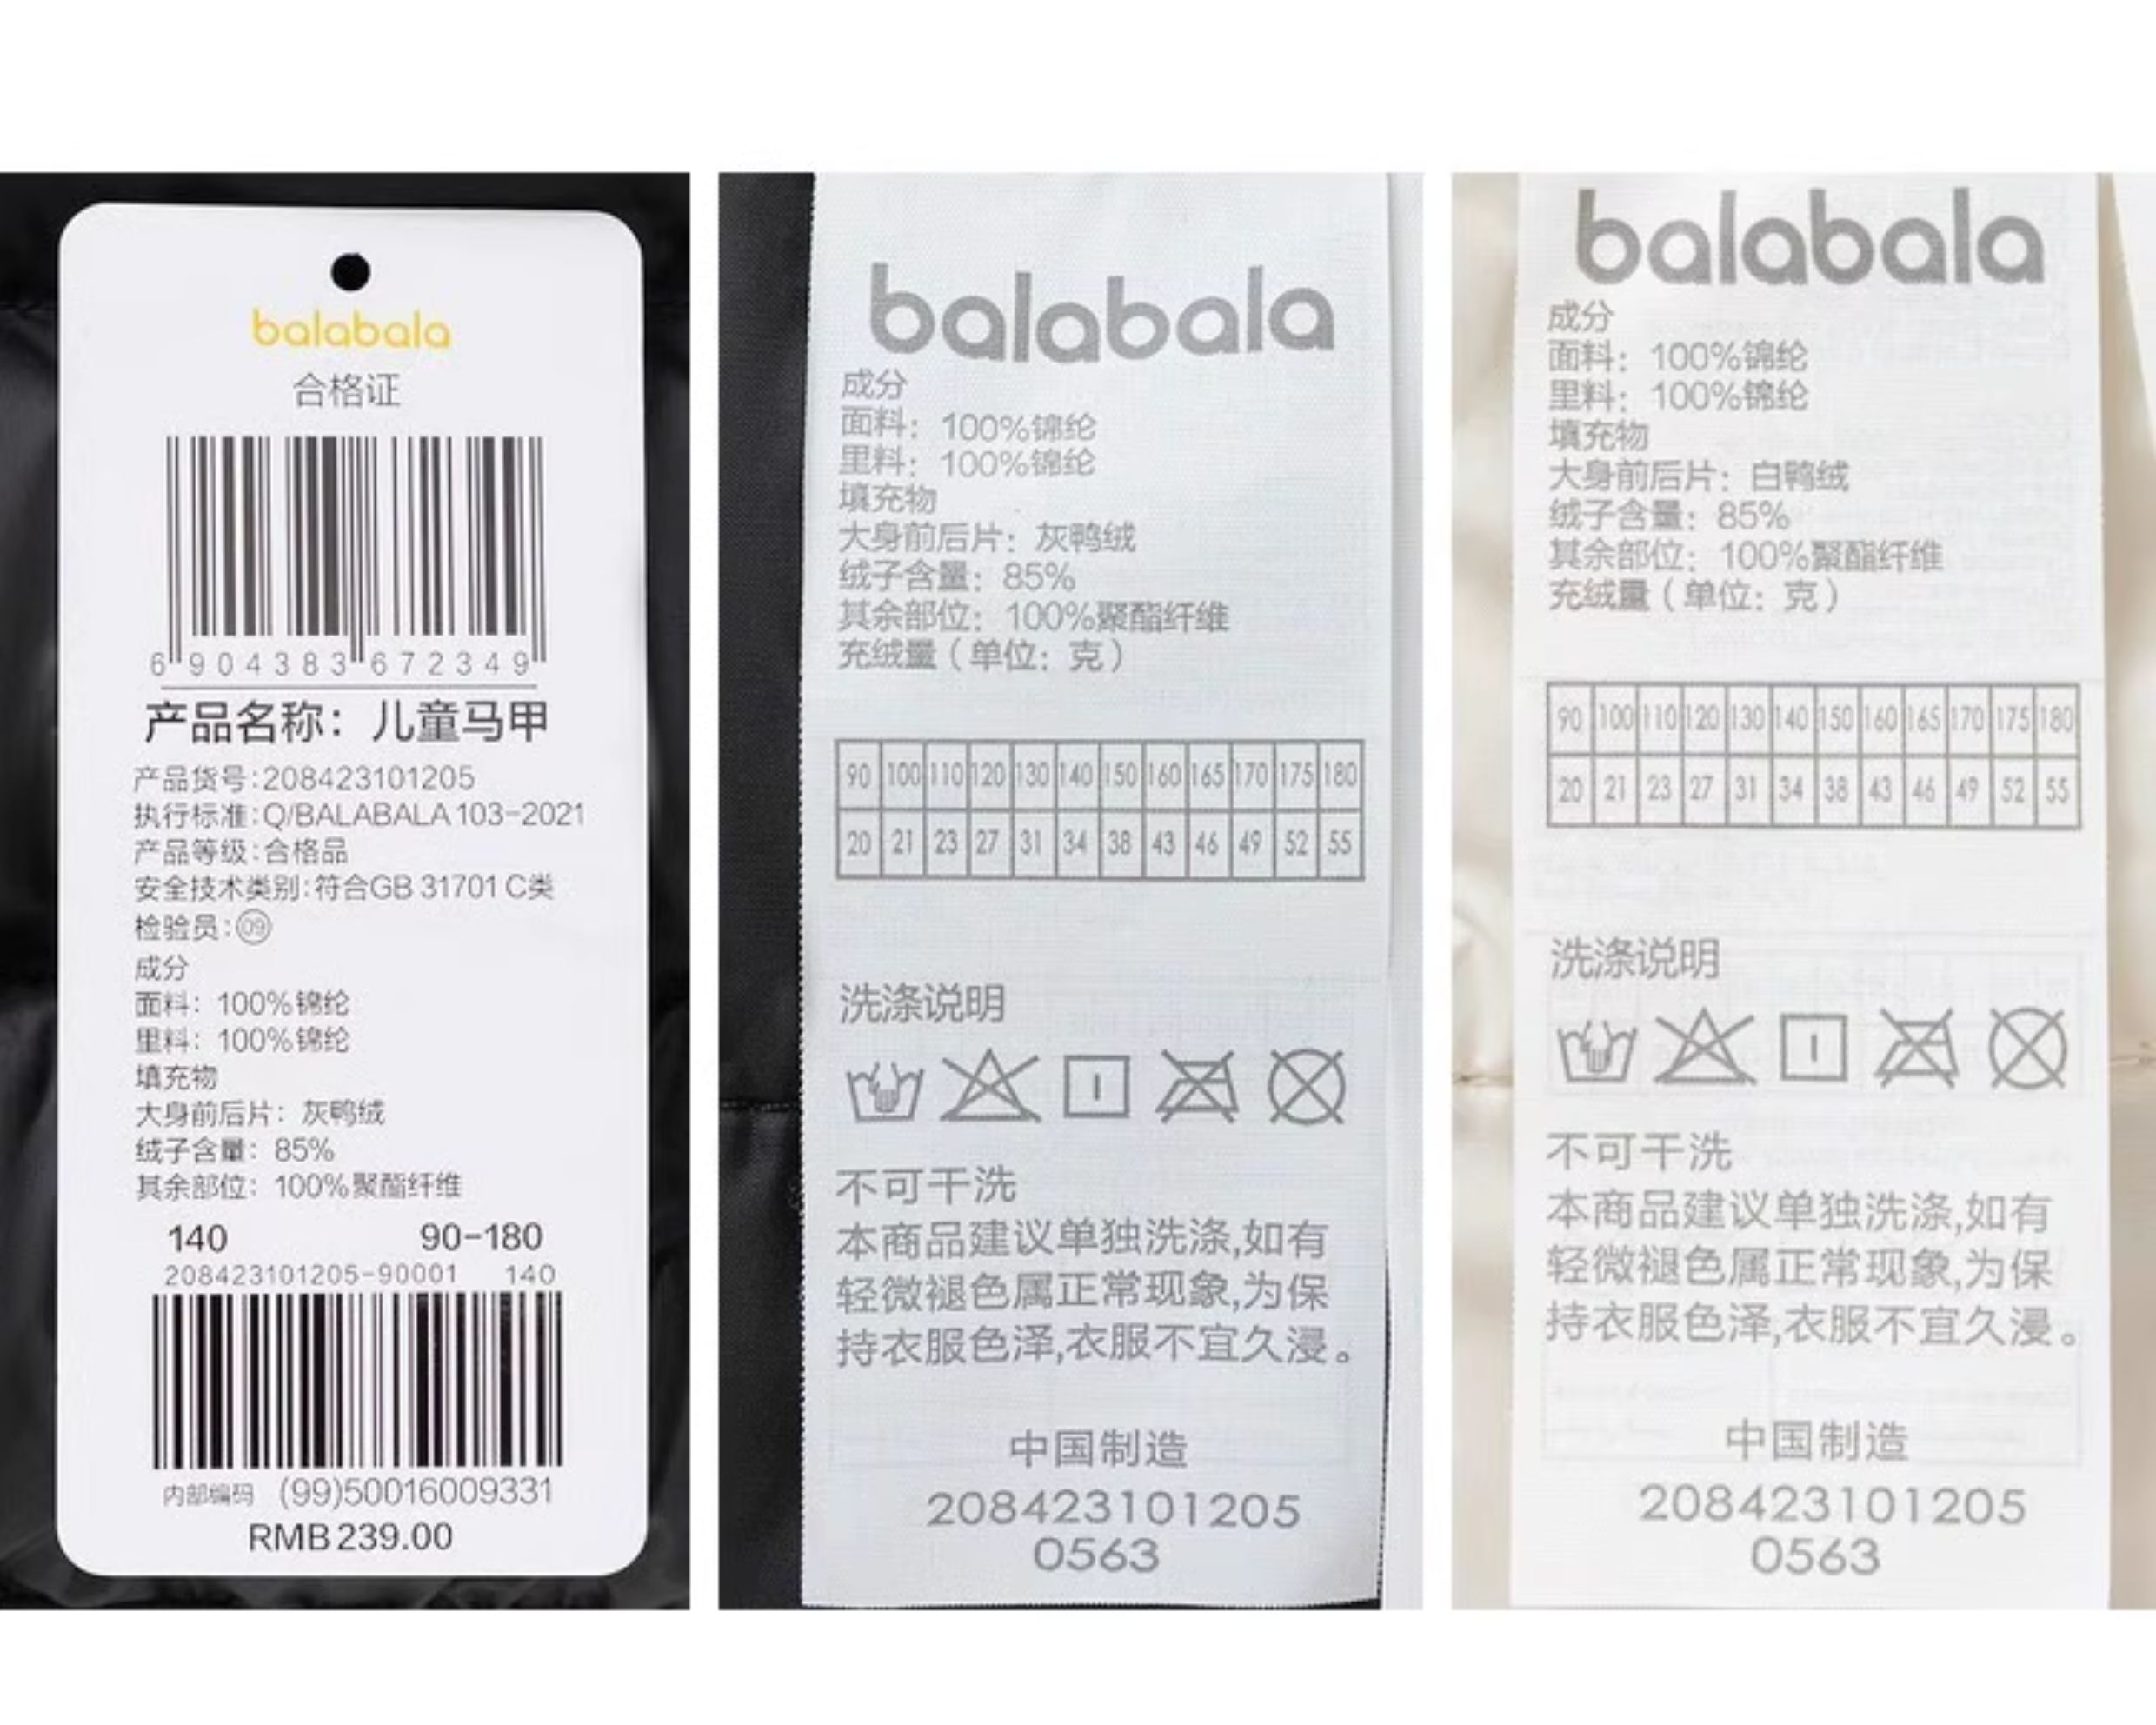 balabala
合格证
6 904383 672349
产品名称：儿童马甲
产品货号:208423101205
执行标准:Q/BALABALA 103-2021
产品等级:合格品
安全技术类别:符合GB 31701 C类
检验员:09
成分
面料：100%锦纶
里料：100%锦纶
填充物
大身前后片：灰鸭绒
绒子含量：85%
其余部位：100%聚酯纤维
140 90-180
208423101205-90001 140
内部编码 (99)50016009331
RMB 239.00
balabala
成分
面料：100%锦纶
里料：100%锦纶
填充物
大身前后片：灰鸭绒
绒子含量：85%
其余部位：100%聚酯纤维
充绒量（单位：克）
90 100 110 120 130 140 150 160 165 170 175 180
20 21 23 27 31 34 38 43 46 49 52 55
洗涤说明
不可干洗
本商品建议单独洗涤,如有
轻微褪色属正常现象,为保
持衣服色泽,衣服不宜久浸。
中国制造
208423101205
0563
balabala
成分
面料：100%锦纶
里料：100%锦纶
填充物
大身前后片：白鸭绒
绒子含量：85%
其余部位：100%聚酯纤维
充绒量（单位：克）
90 100 110 120 130 140 150 160 165 170 175 180
20 21 23 27 31 34 38 43 46 49 52 55
洗涤说明
不可干洗
本商品建议单独洗涤,如有
轻微褪色属正常现象,为保
持衣服色泽,衣服不宜久浸。
中国制造
208423101205
0563